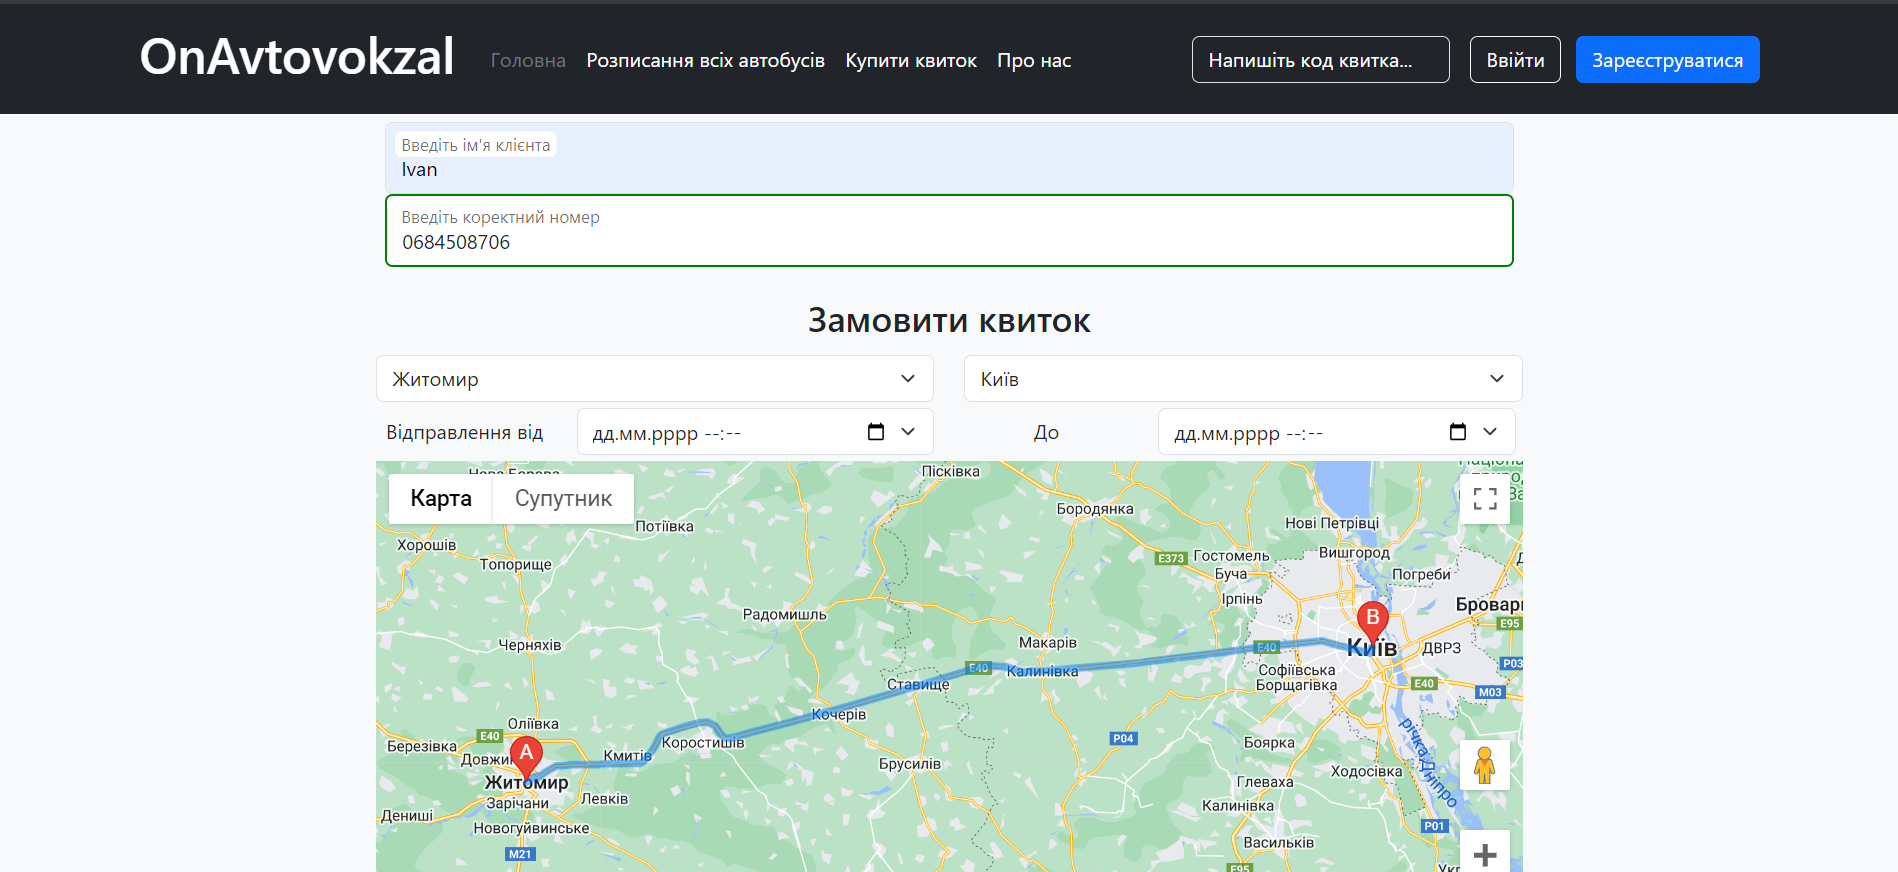 OnAvtovokzal
Головна
Розписання всіх автобусів
Купити квиток
Про нас
Напишіть код квитка...
Ввійти
Зареєструватися
Введіть ім'я клієнта
Ivan
Введіть коректний номер
0684508706
Замовити квиток
Житомир
Київ
Відправлення від
дд.мм.рррр --:--
До
дд.мм.рррр --:--
Карта
Супутник
Пісківка
Потіївка
Хорошів
Топорище
Бородянка
Нові Петрівці
E373
Гостомель
Вишгород
Буча
Погреби
Ірпінь
Радомишль
E95
Черняхів
Макарів
E40
Київ
ДВРЗ
B
E40
Калинівка
Софіївська
Борщагівка
P03
Ставище
E40
M03
Кочерів
річка Дніпро
Оліївка
E40
Березівка
Коростишів
P04
Боярка
A
Кмитів
Брусилів
Ходосівка
Житомир
Глеваха
Зарічани
Левків
Калинівка
Дениші
Новогуйвинське
P01
Васильків
M21
E95